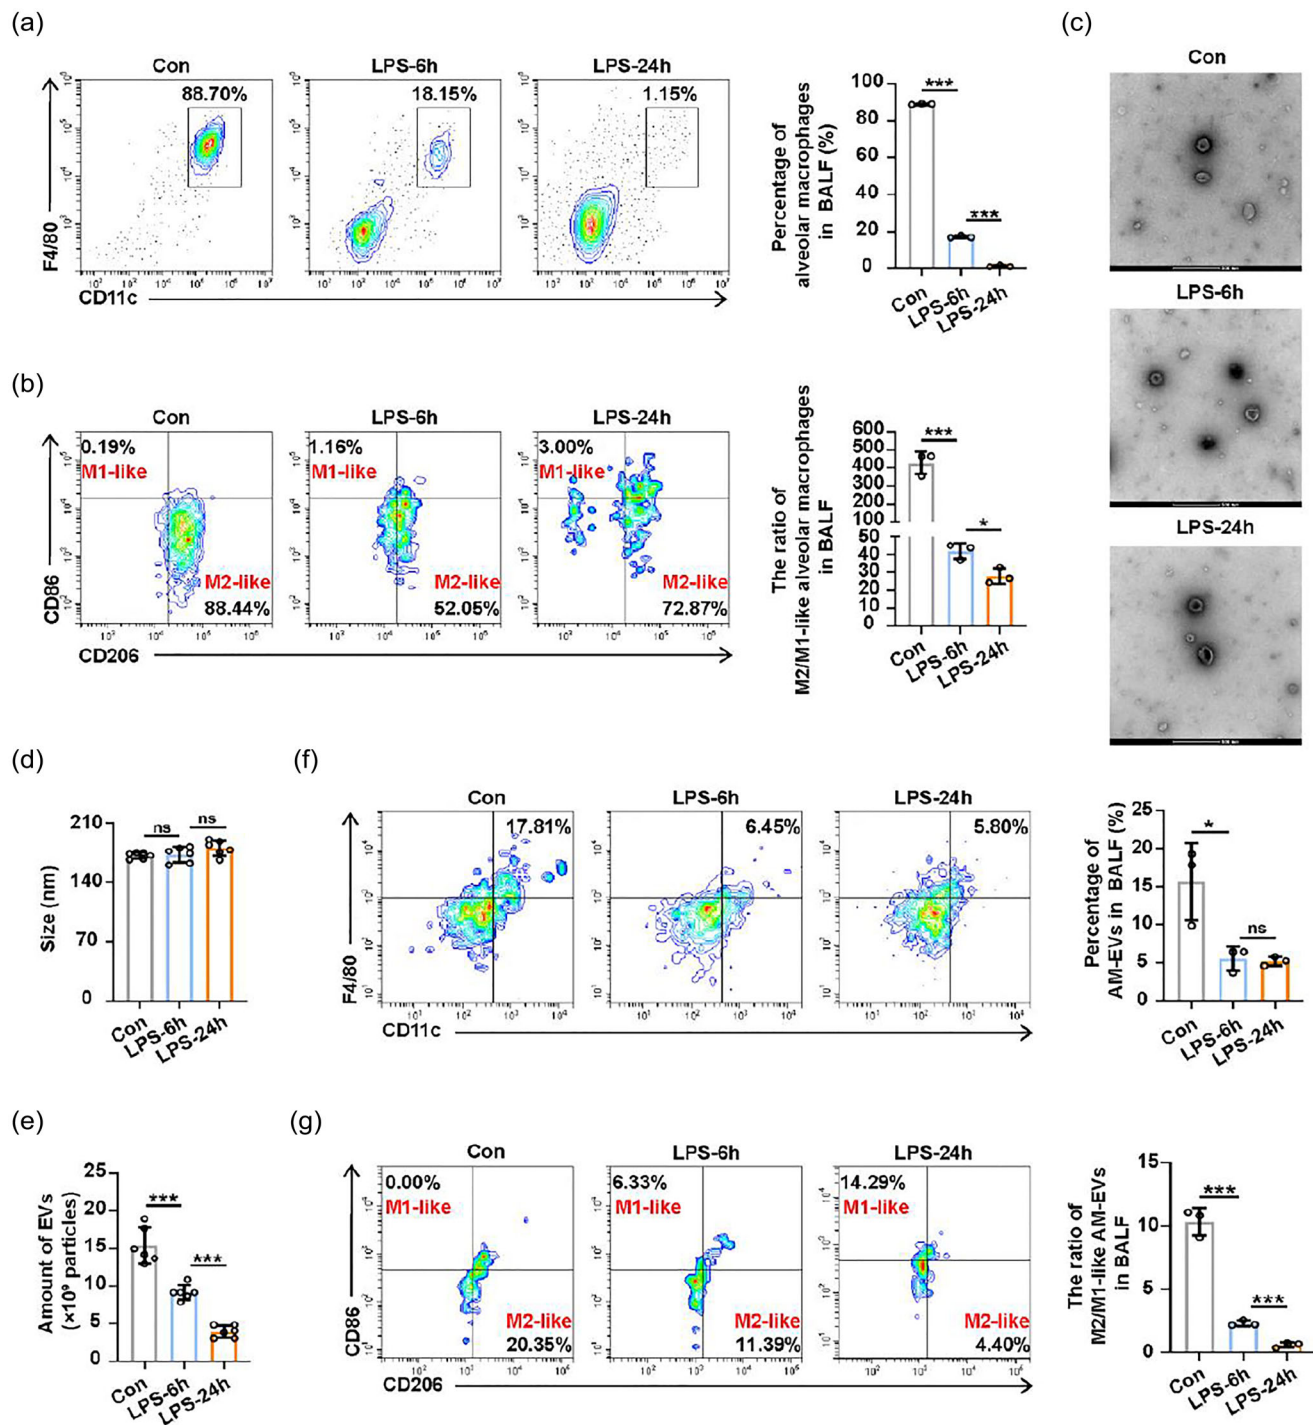 (a)
Con
LPS-6h
LPS-24h
88.70%
18.15%
1.15%
F4/80
CD11c
Percentage of
alveolar macrophages
in BALF (%)
100
80
60
40
20
0
***
***
Con
LPS-6h
LPS-24h
(b)
Con
LPS-6h
LPS-24h
0.19%
M1-like
M2-like
88.44%
1.16%
M1-like
M2-like
52.05%
3.00%
M1-like
M2-like
72.87%
CD86
CD206
The ratio of
M2/M1-like alveolar macrophages
in BALF
600
500
400
300
200
100
50
40
30
20
10
0
***
*
Con
LPS-6h
LPS-24h
(c)
Con
LPS-6h
LPS-24h
(d)
Size (nm)
210
140
70
0
ns
ns
Con
LPS-6h
LPS-24h
(e)
Amount of EVs
(×10⁹ particles)
25
20
15
10
5
0
***
***
Con
LPS-6h
LPS-24h
(f)
Con
LPS-6h
LPS-24h
17.81%
6.45%
5.80%
F4/80
CD11c
Percentage of
AM-EVs in BALF (%)
25
20
15
10
5
0
*
ns
Con
LPS-6h
LPS-24h
(g)
Con
LPS-6h
LPS-24h
0.00%
M1-like
M2-like
20.35%
6.33%
M1-like
M2-like
11.39%
14.29%
M1-like
M2-like
4.40%
CD86
CD206
The ratio of
M2/M1-like AM-EVs
in BALF
15
10
5
0
***
***
Con
LPS-6h
LPS-24h